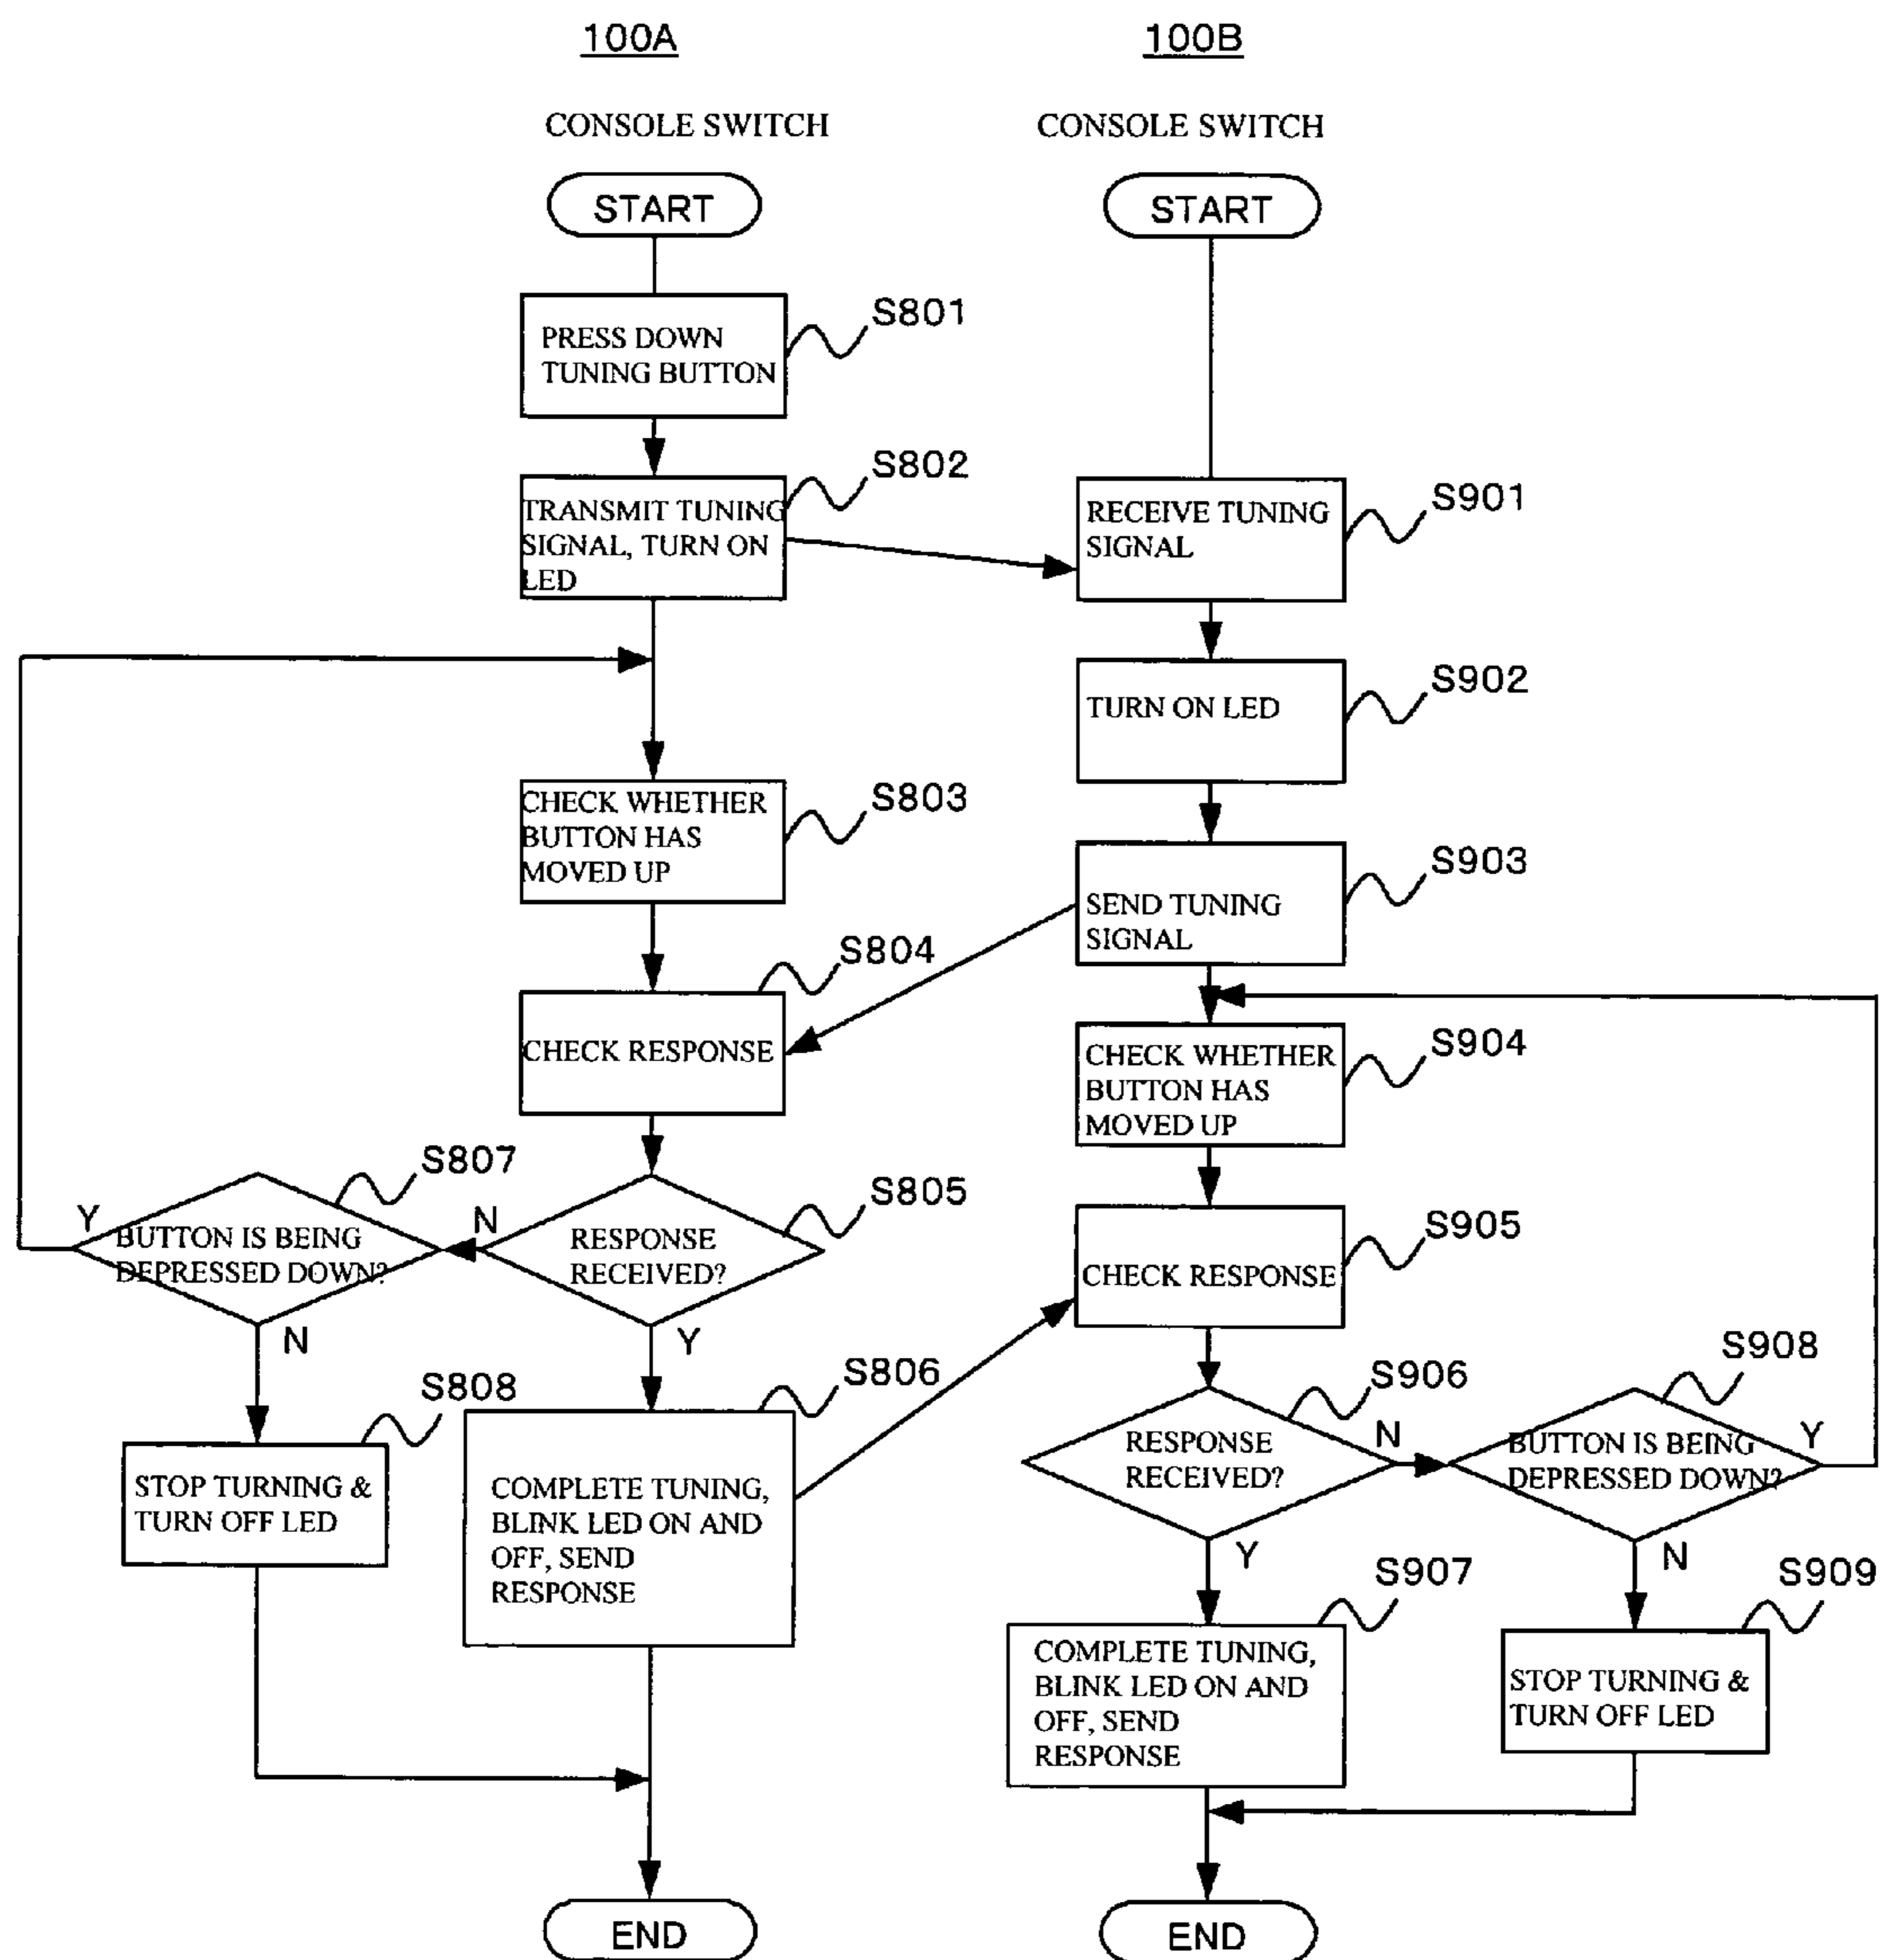 100A
100B
CONSOLE SWITCH
CONSOLE SWITCH
START
START
S801
PRESS DOWN
TUNING BUTTON
S802
TRANSMIT TUNING
SIGNAL, TURN ON
LED
S901
RECEIVE TUNING
SIGNAL
S902
TURN ON LED
S803
CHECK WHETHER
BUTTON HAS
MOVED UP
S903
SEND TUNING
SIGNAL
S804
CHECK RESPONSE
S904
CHECK WHETHER
BUTTON HAS
MOVED UP
S807
Y
BUTTON IS BEING
DEPRESSED DOWN?
N
N
S805
RESPONSE
RECEIVED?
Y
S905
CHECK RESPONSE
S808
STOP TURNING &
TURN OFF LED
S806
COMPLETE TUNING,
BLINK LED ON AND
OFF, SEND
RESPONSE
S906
RESPONSE
RECEIVED?
N
Y
S908
BUTTON IS BEING
DEPRESSED DOWN?
Y
N
S907
COMPLETE TUNING,
BLINK LED ON AND
OFF, SEND
RESPONSE
S909
STOP TURNING &
TURN OFF LED
END
END